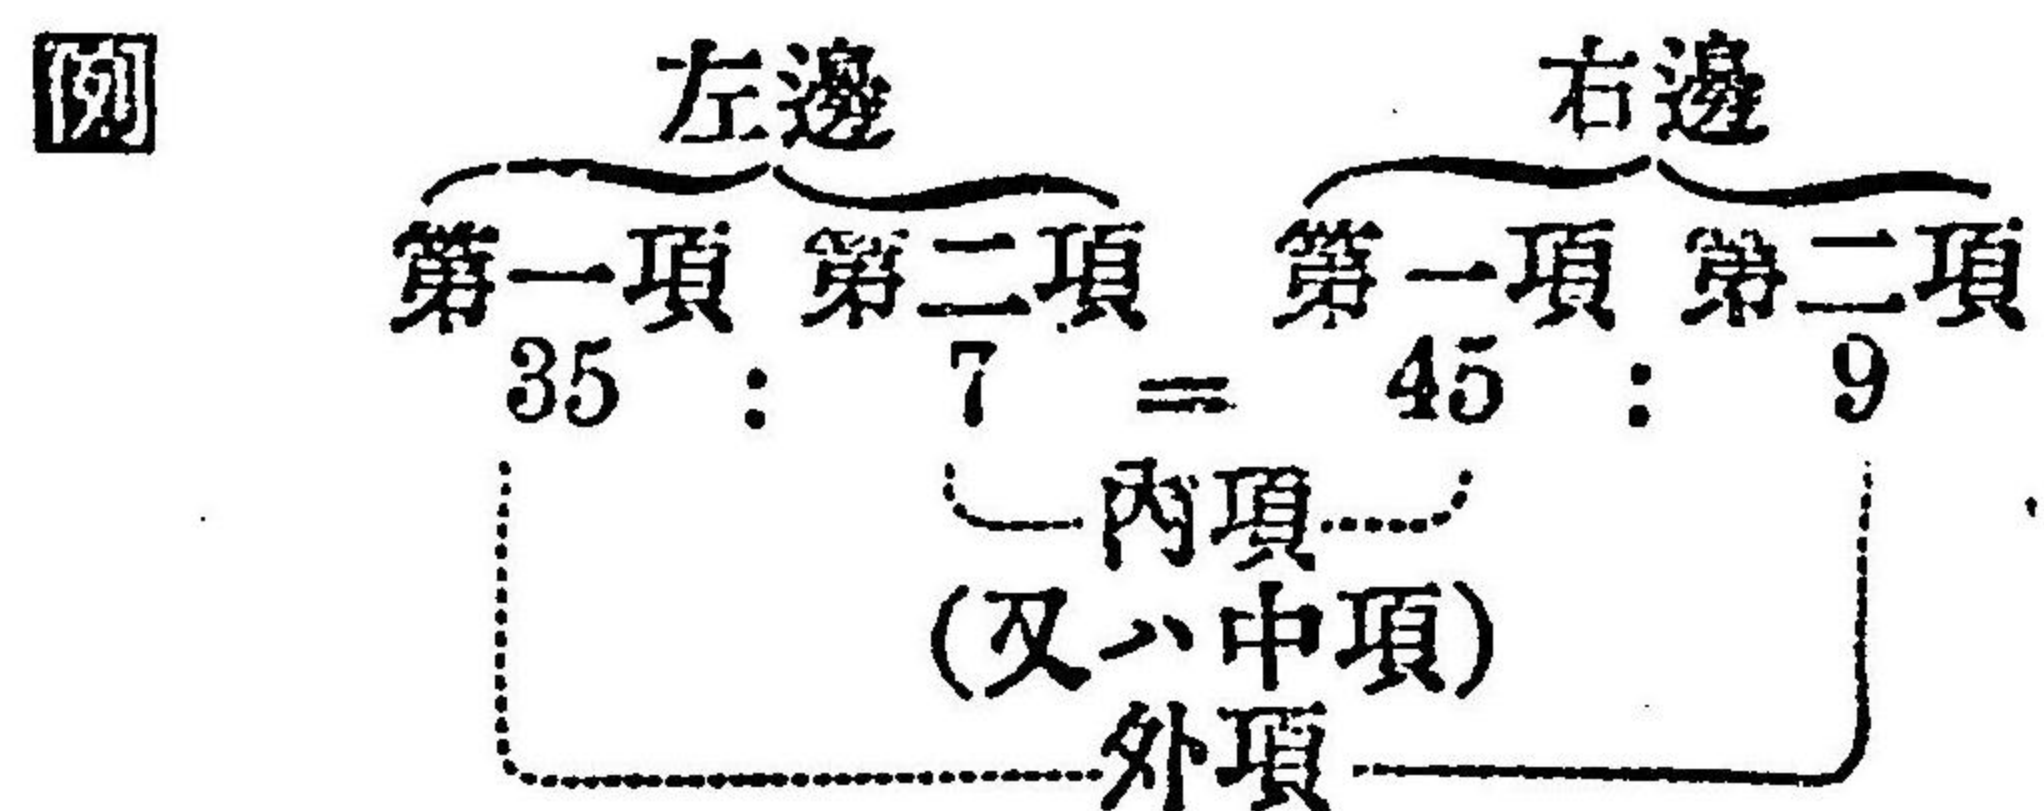 例 左邊 右邊
第一項 第二項 第一項 第二項
35 : 7 = 45 : 9
內項
(又ハ中項)
外項